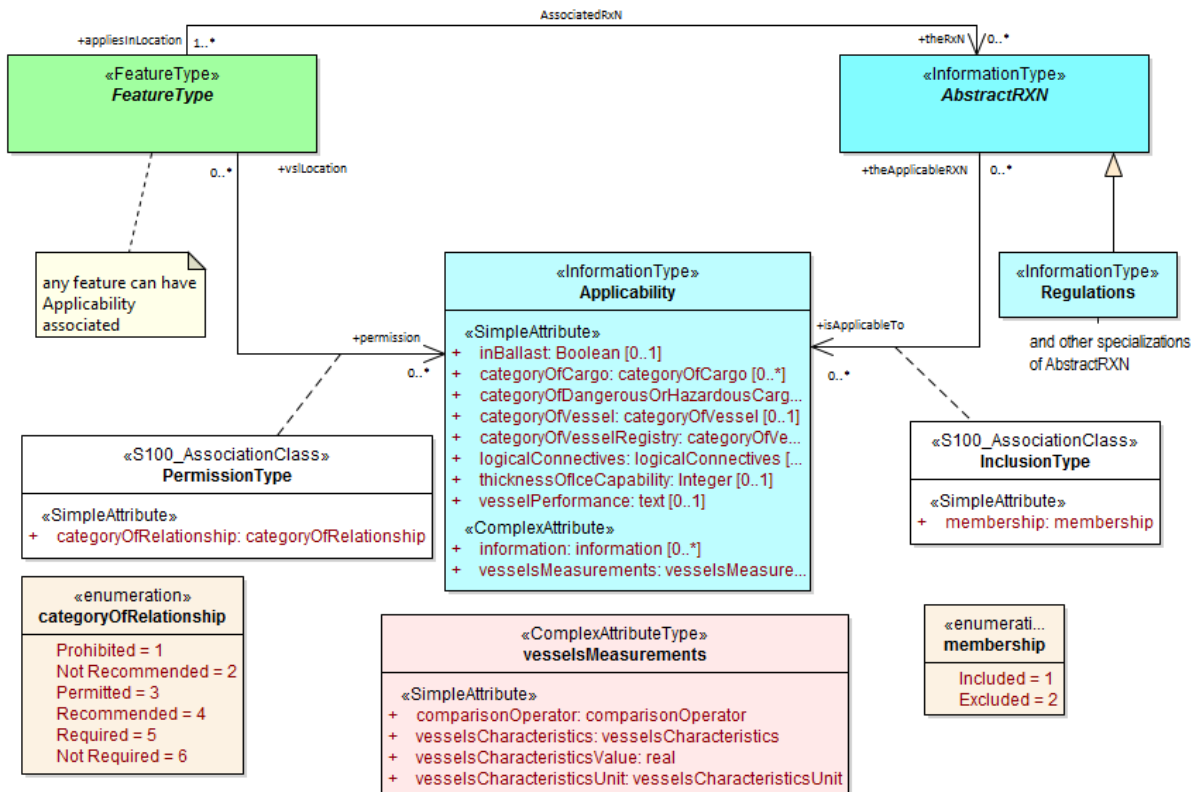 AssociatedRxN
+appliesInLocation
1..*
+theRxN
0..*
«FeatureType»
FeatureType
«InformationType»
AbstractRXN
0..*
+vslLocation
+theApplicableRXN
0..*
any feature can have
Applicability
associated
«InformationType»
Applicability
«SimpleAttribute»
+ inBallast: Boolean [0..1]
+ categoryOfCargo: categoryOfCargo [0..*]
+ categoryOfDangerousOrHazardousCarg...
+ categoryOfVessel: categoryOfVessel [0..1]
+ categoryOfVesselRegistry: categoryOfVe...
+ logicalConnectives: logicalConnectives [...
+ thicknessOfIceCapability: Integer [0..1]
+ vesselPerformance: text [0..1]
«ComplexAttribute»
+ information: information [0..*]
+ vesselsMeasurements: vesselsMeasure...
«InformationType»
Regulations
and other specializations
of AbstractRXN
+permission
0..*
+isApplicableTo
0..*
«S100_AssociationClass»
PermissionType
«SimpleAttribute»
+ categoryOfRelationship: categoryOfRelationship
«S100_AssociationClass»
InclusionType
«SimpleAttribute»
+ membership: membership
«enumeration»
categoryOfRelationship
Prohibited = 1
Not Recommended = 2
Permitted = 3
Recommended = 4
Required = 5
Not Required = 6
«ComplexAttributeType»
vesselsMeasurements
«SimpleAttribute»
+ comparisonOperator: comparisonOperator
+ vesselsCharacteristics: vesselsCharacteristics
+ vesselsCharacteristicsValue: real
+ vesselsCharacteristicsUnit: vesselsCharacteristicsUnit
«enumerati...
membership
Included = 1
Excluded = 2